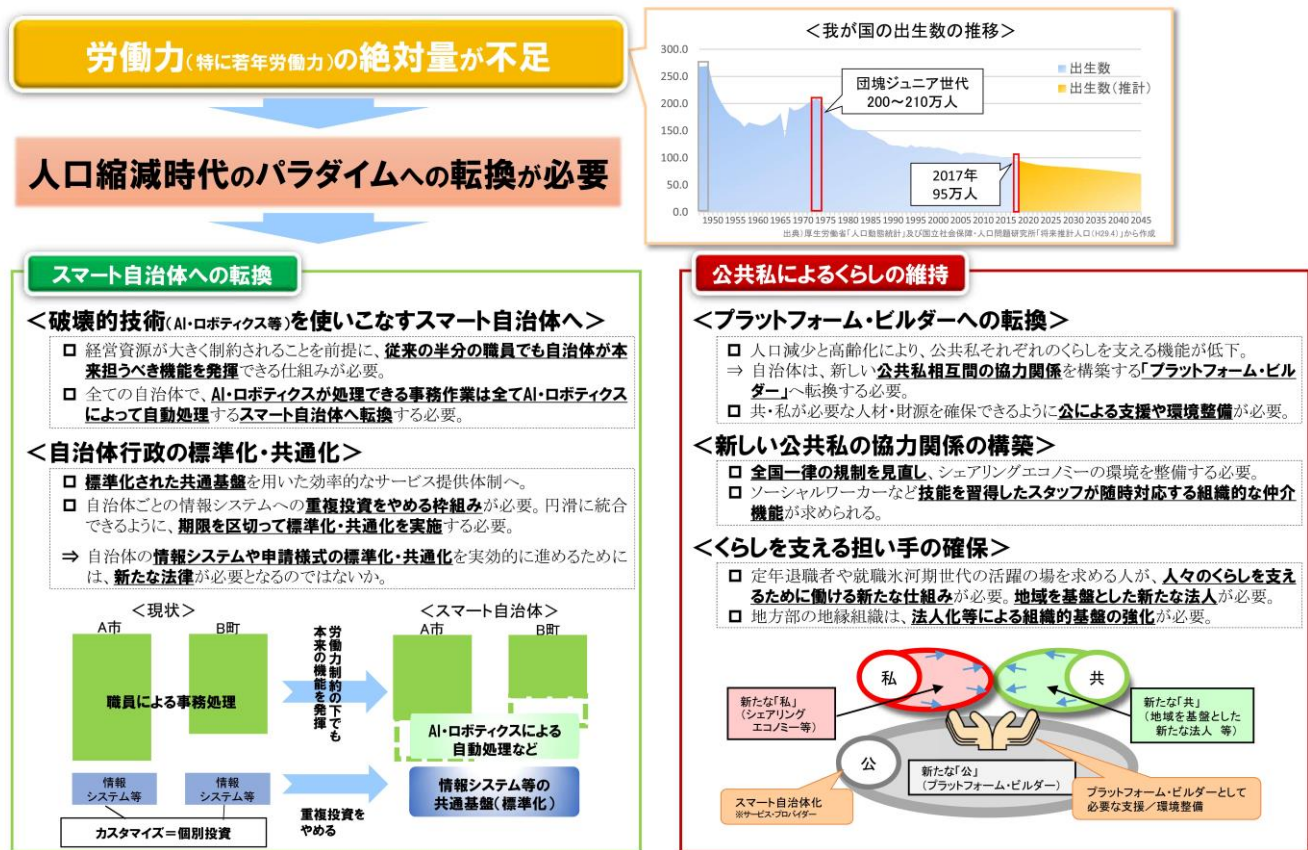 労働力(特に若年労働力)の絶対量が不足
人口縮減時代のパラダイムへの転換が必要
＜我が国の出生数の推移＞
300.0
250.0
200.0
150.0
100.0
50.0
0.0
出生数
出生数(推計)
団塊ジュニア世代
200～210万人
2017年
95万人
1950 1955 1960 1965 1970 1975 1980 1985 1990 1995 2000 2005 2010 2015 2020 2025 2030 2035 2040 2045
出典)厚生労働省「人口動態統計」及び国立社会保障・人口問題研究所「将来推計人口(H29.4)」から作成
スマート自治体への転換
＜破壊的技術(AI・ロボティクス等)を使いこなすスマート自治体へ＞
□ 経営資源が大きく制約されることを前提に、従来の半分の職員でも自治体が本
来担うべき機能を発揮できる仕組みが必要。
□ 全ての自治体で、AI・ロボティクスが処理できる事務作業は全てAI・ロボティクス
によって自動処理するスマート自治体へ転換する必要。
＜自治体行政の標準化・共通化＞
□ 標準化された共通基盤を用いた効率的なサービス提供体制へ。
□ 自治体ごとの情報システムへの重複投資をやめる枠組みが必要。円滑に統合
できるように、期限を区切って標準化・共通化を実施する必要。
⇒ 自治体の情報システムや申請様式の標準化・共通化を実効的に進めるために
は、新たな法律が必要となるのではないか。
＜現状＞
A市
B町
職員による事務処理
情報
システム等
情報
システム等
カスタマイズ＝個別投資
労働力制約の下でも
本来の機能を発揮
重複投資を
やめる
＜スマート自治体＞
A市
B町
AI・ロボティクスによる
自動処理など
情報システム等の
共通基盤(標準化)
公共私によるくらしの維持
＜プラットフォーム・ビルダーへの転換＞
□ 人口減少と高齢化により、公共私それぞれのくらしを支える機能が低下。
⇒ 自治体は、新しい公共私相互間の協力関係を構築する「プラットフォーム・ビル
ダー」へ転換する必要。
□ 共・私が必要な人材・財源を確保できるように公による支援や環境整備が必要。
＜新しい公共私の協力関係の構築＞
□ 全国一律の規制を見直し、シェアリングエコノミーの環境を整備する必要。
□ ソーシャルワーカーなど技能を習得したスタッフが随時対応する組織的な仲介
機能が求められる。
＜くらしを支える担い手の確保＞
□ 定年退職者や就職氷河期世代の活躍の場を求める人が、人々のくらしを支え
るために働ける新たな仕組みが必要。地域を基盤とした新たな法人が必要。
□ 地方部の地縁組織は、法人化等による組織的基盤の強化が必要。
私
共
新たな「私」
(シェアリング
エコノミー等)
新たな「共」
(地域を基盤とした
新たな法人 等)
公
新たな「公」
(プラットフォーム・ビルダー)
スマート自治体化
※サービス・プロバイダー
プラットフォーム・ビルダーとして
必要な支援／環境整備